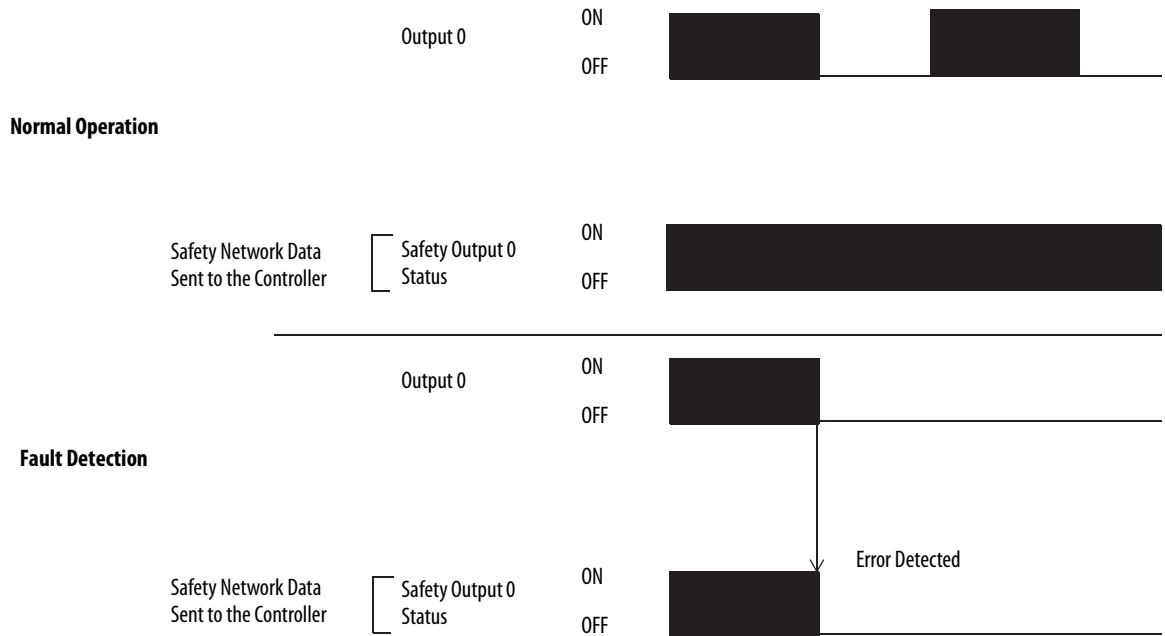 Output 0
ON
OFF
Normal Operation
Safety Network Data
Sent to the Controller
Safety Output 0
Status
ON
OFF
Output 0
ON
OFF
Fault Detection
Error Detected
Safety Network Data
Sent to the Controller
Safety Output 0
Status
ON
OFF